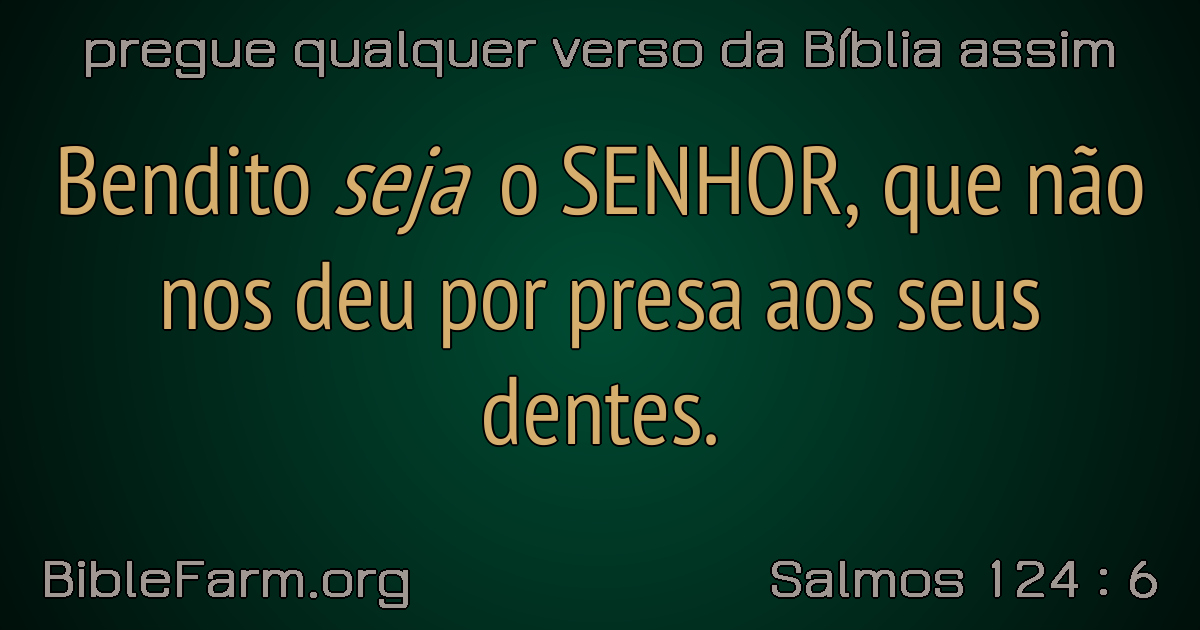 pregue qualquer verso da Bíblia assim
Bendito seja o SENHOR, que não
nos deu por presa aos seus
dentes.
BibleFarm.org
Salmos 124 : 6